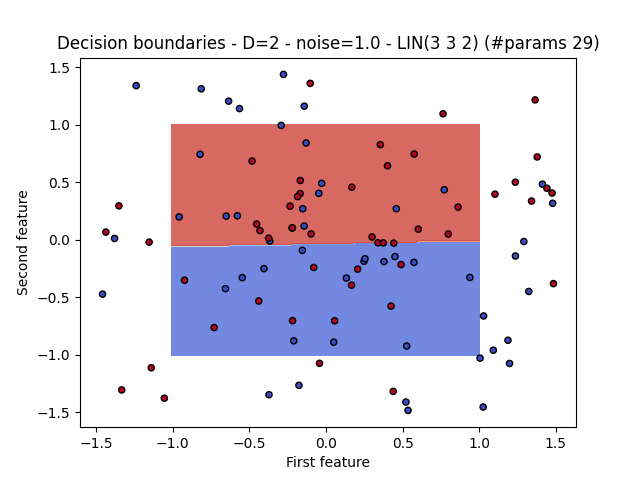 Decision boundaries - D=2 - noise=1.0 - LIN(3 3 2) (#params 29)
1.5
1.0
0.5
0.0
−0.5
−1.0
−1.5
Second feature
−1.5 −1.0 −0.5 0.0 0.5 1.0 1.5
First feature